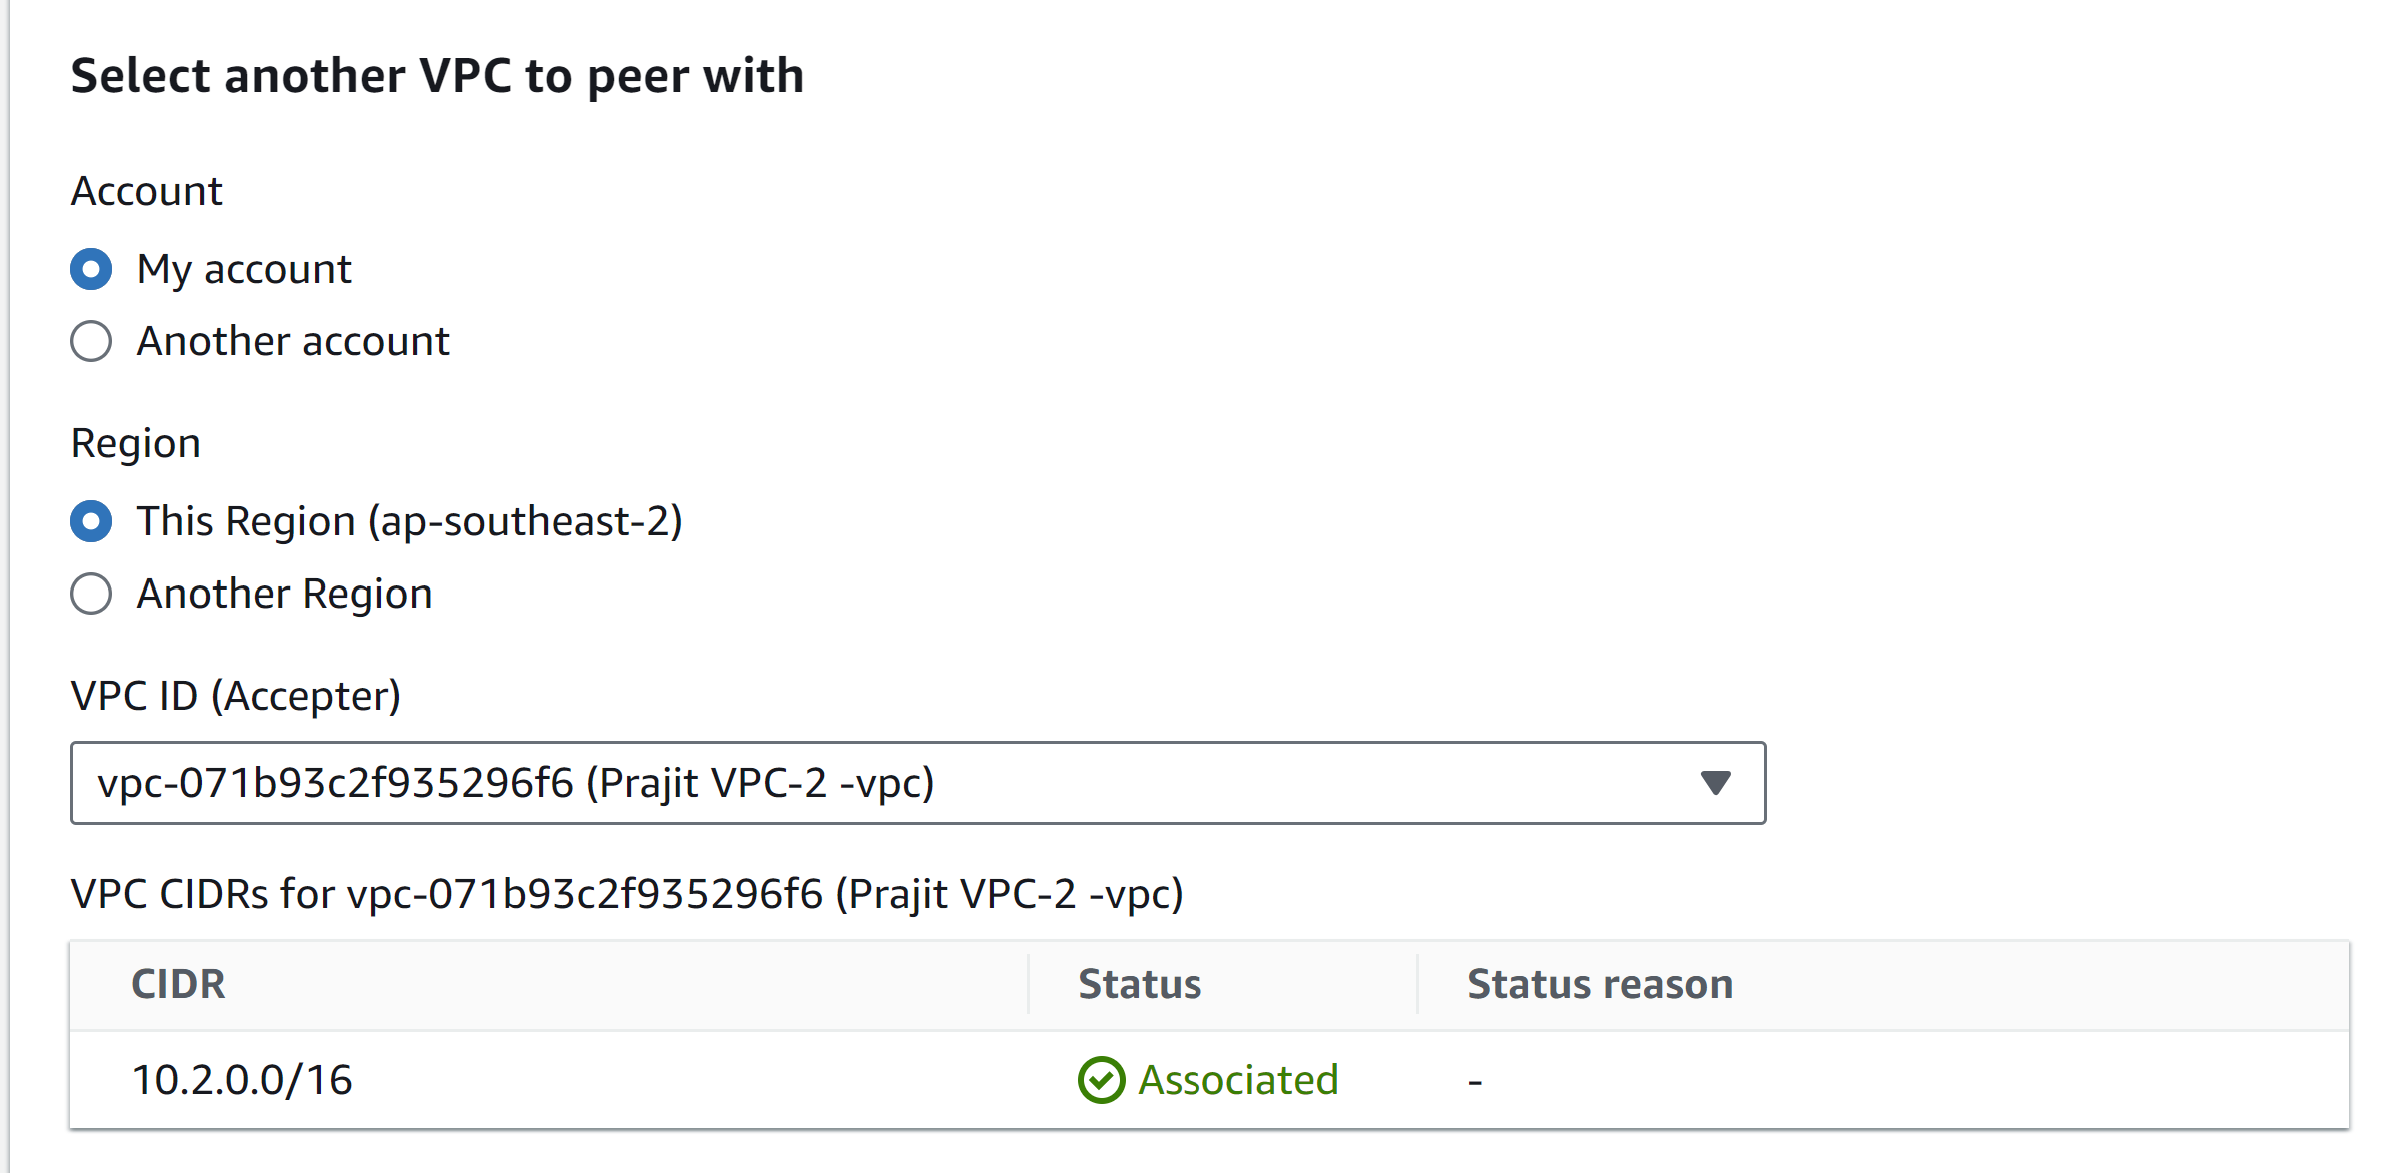 Select another VPC to peer with
Account
My account
Another account
Region
This Region (ap-southeast-2)
Another Region
VPC ID (Accepter)
vpc-071b93c2f935296f6 (Prajit VPC-2 -vpc)
VPC CIDRs for vpc-071b93c2f935296f6 (Prajit VPC-2 -vpc)
CIDR Status Status reason
10.2.0.0/16 Associated -